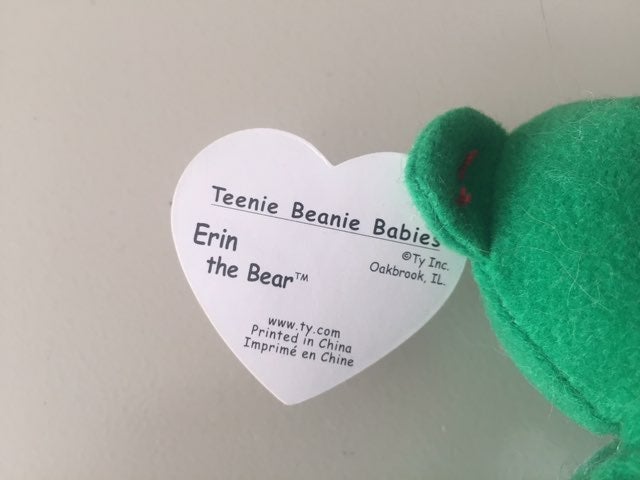 Teenie Beanie Babies
Erin
the Bear™
©Ty Inc.
Oakbrook, IL.
www.ty.com
Printed in China
Imprimé en Chine